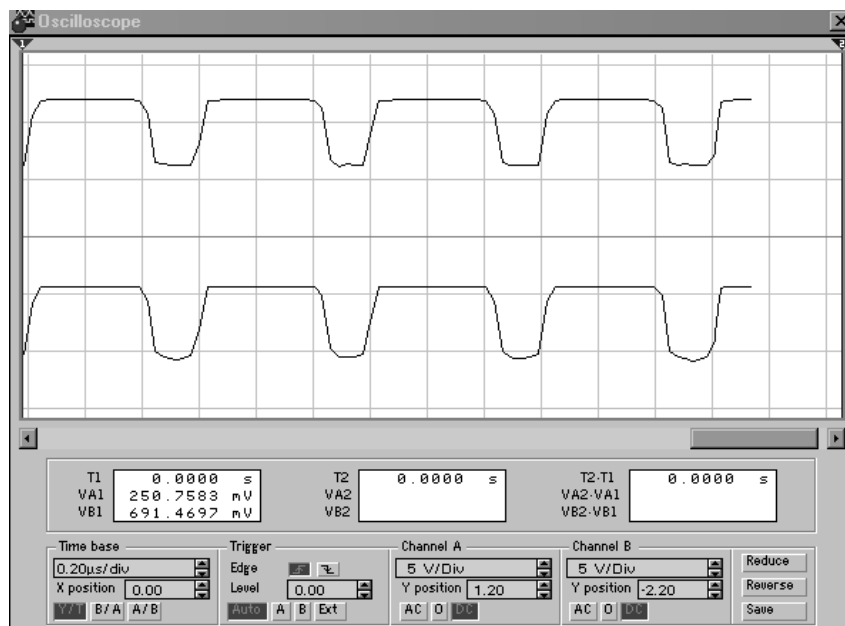 Oscilloscope
1 2
T1 0.0000 s T2 0.0000 s T2-T1 0.0000 s
VA1 250.7583 mV VA2 VA2-VA1
VB1 691.4697 mV VB2 VB2-VB1
Time base Trigger Channel A Channel B
0.20µs/div Edge 5 V/Div 5 V/Div Reduce
X position 0.00 Level 0.00 Y position 1.20 Y position -2.20 Reverse
Y/T B/A A/B Auto A B Ext AC 0 DC AC 0 DC Save